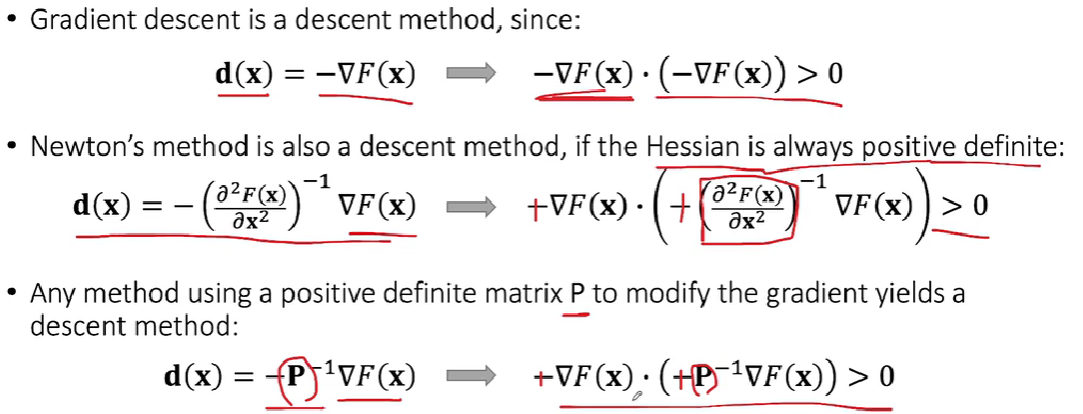 • Gradient descent is a descent method, since:
d(x) = −∇F(x) ⟹ −∇F(x) · (−∇F(x)) > 0
• Newton's method is also a descent method, if the Hessian is always positive definite:
d(x) = −(∂²F(x)/∂x²)⁻¹ ∇F(x) ⟹ +∇F(x) · (+(∂²F(x)/∂x²)⁻¹ ∇F(x)) > 0
• Any method using a positive definite matrix P to modify the gradient yields a
descent method:
d(x) = −P⁻¹∇F(x) ⟹ +∇F(x) · (+P⁻¹∇F(x)) > 0